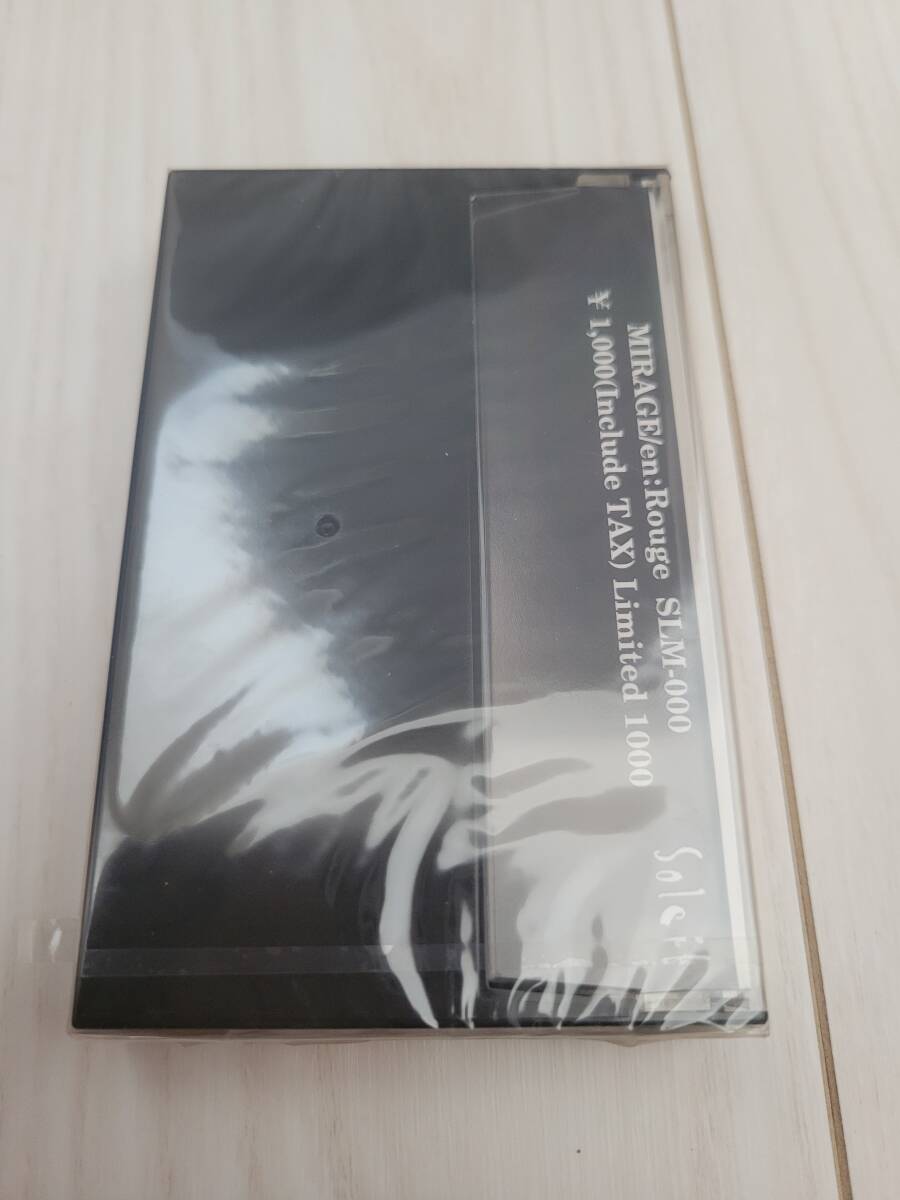 MIRAGE/en:Rouge SLM-000
¥ 1,000(Include TAX) Limited 1000